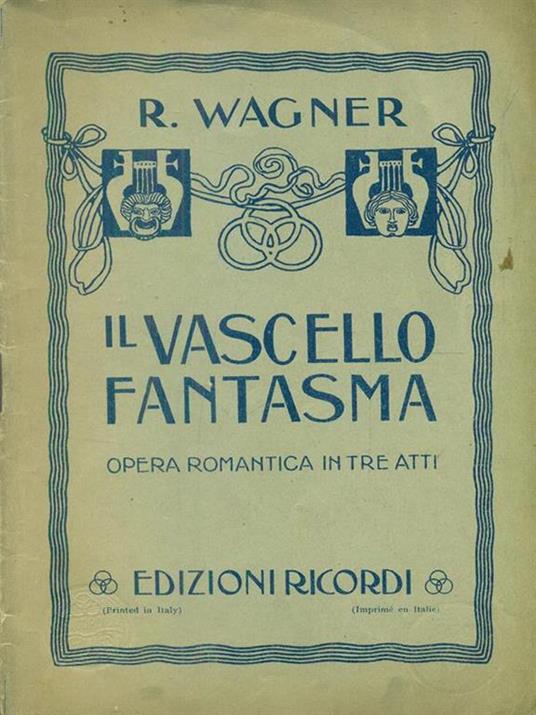 R. WAGNER
IL VASCELLO
FANTASMA
OPERA ROMANTICA IN TRE ATTI
EDIZIONI RICORDI
(Printed in Italy) (Imprimé en Italie)